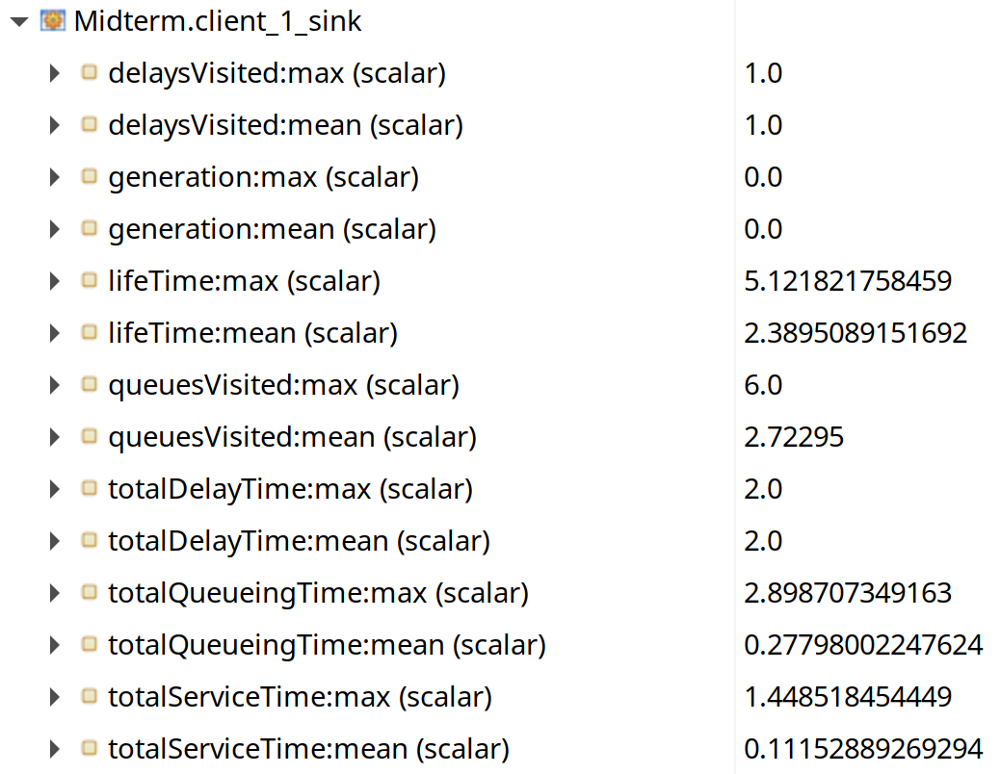 Midterm.client_1_sink
delaysVisited:max (scalar) 1.0
delaysVisited:mean (scalar) 1.0
generation:max (scalar) 0.0
generation:mean (scalar) 0.0
lifeTime:max (scalar) 5.121821758459
lifeTime:mean (scalar) 2.3895089151692
queuesVisited:max (scalar) 6.0
queuesVisited:mean (scalar) 2.72295
totalDelayTime:max (scalar) 2.0
totalDelayTime:mean (scalar) 2.0
totalQueueingTime:max (scalar) 2.898707349163
totalQueueingTime:mean (scalar) 0.27798002247624
totalServiceTime:max (scalar) 1.448518454449
totalServiceTime:mean (scalar) 0.11152889269294